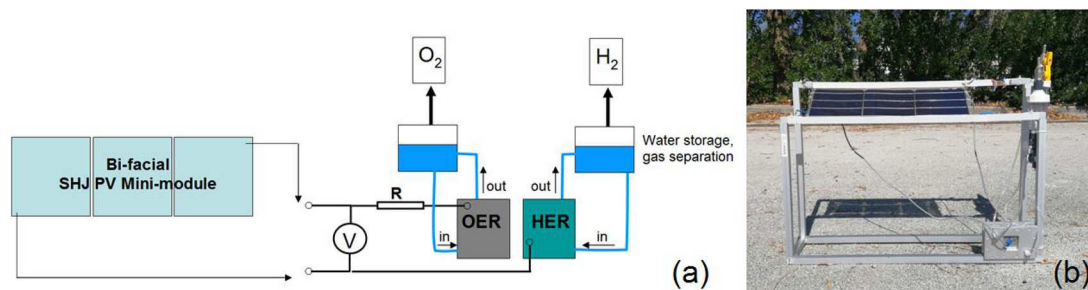 O2
H2
Water storage,
gas separation
Bi-facial
SHJ PV Mini-module
out
out
R
OER
HER
V
in
in
(a)
(b)